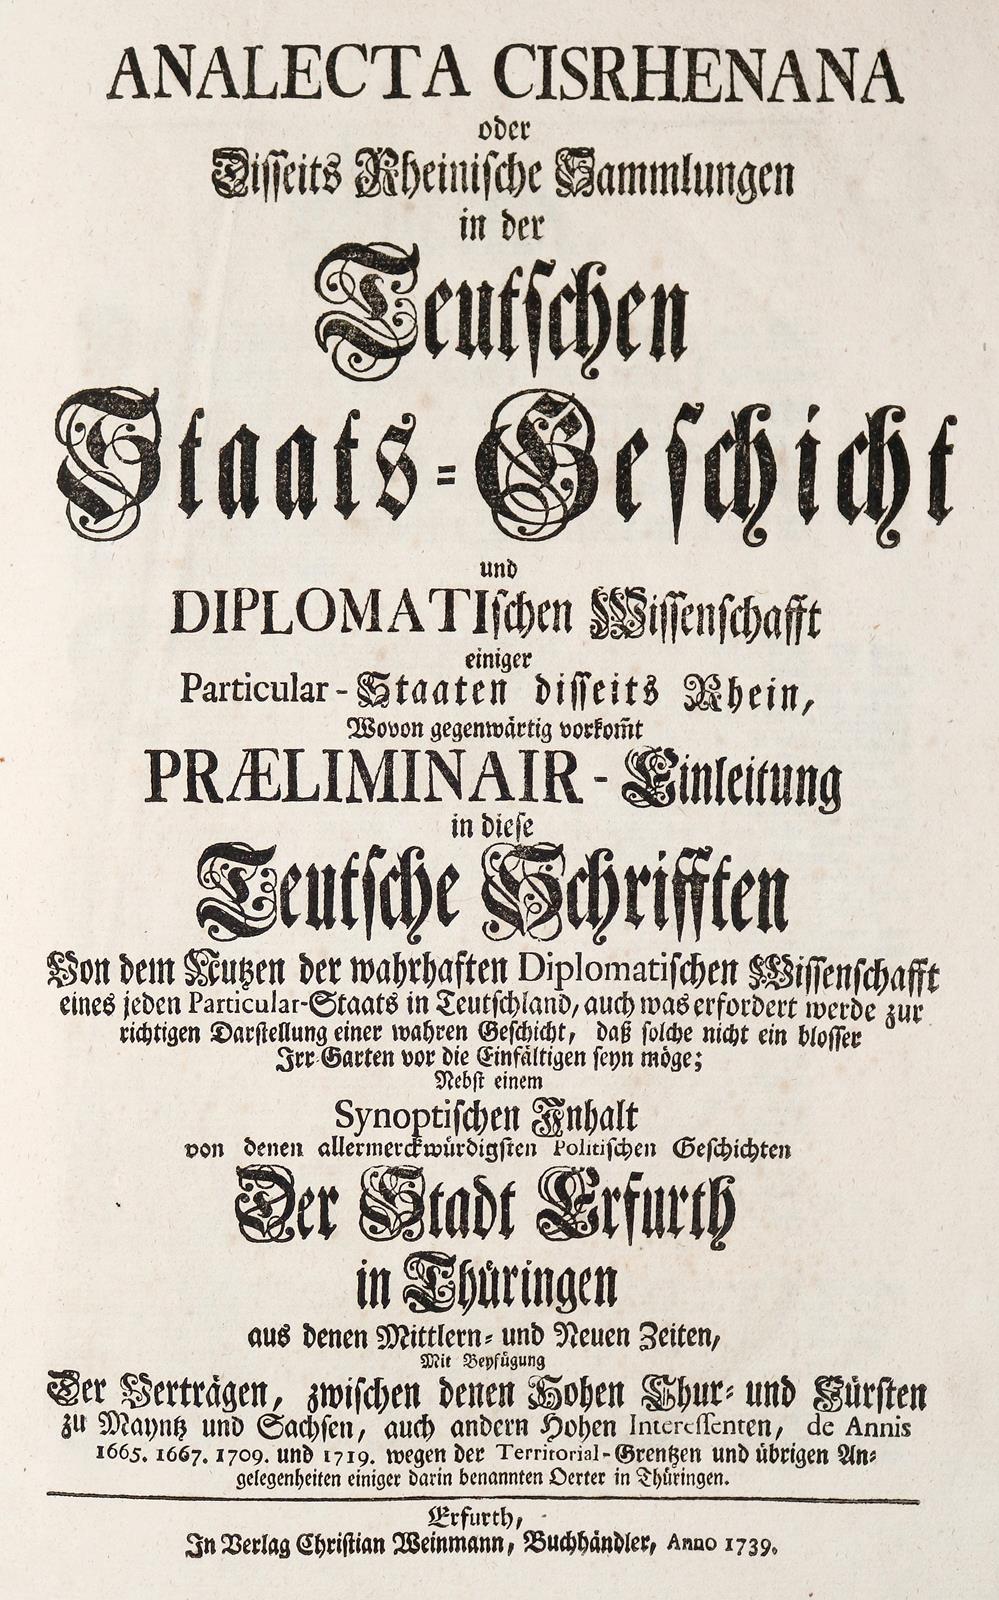 ANALECTA CISRHENANA
oder
Disseits Rheinische Sammlungen
in der
Teutschen
Staats=Geschicht
und
DIPLOMATIschen Wissenschafft
einiger
Particular-Staaten disseits Rhein,
Wovon gegenwärtig vorkom̄t
PRÆLIMINAIR-Einleitung
in diese
Teutsche Schrifften
Von dem Nutzen der wahrhaften Diplomatischen Wissenschafft
eines jeden Particular-Staats in Teutschland, auch was erfordert werde zur
richtigen Darstellung einer wahren Geschicht, daß solche nicht ein blosser
Irr-Garten vor die Einfältigen seyn möge;
Nebst einem
Synoptischen Inhalt
von denen allermerckwürdigsten Politischen Geschichten
Der Stadt Erfurth
in Thüringen
aus denen Mittlern= und Neuen Zeiten,
Mit Beyfügung
Der Verträgen, zwischen denen Hohen Chur= und Fürsten
zu Mayntz und Sachsen, auch andern Hohen Interessenten, de Annis
1665. 1667. 1709. und 1719. wegen der Territorial-Grentzen und übrigen An=
gelegenheiten einiger darin benannten Oerter in Thüringen.
Erfurth,
In Verlag Christian Weinmann, Buchhändler, Anno 1739.